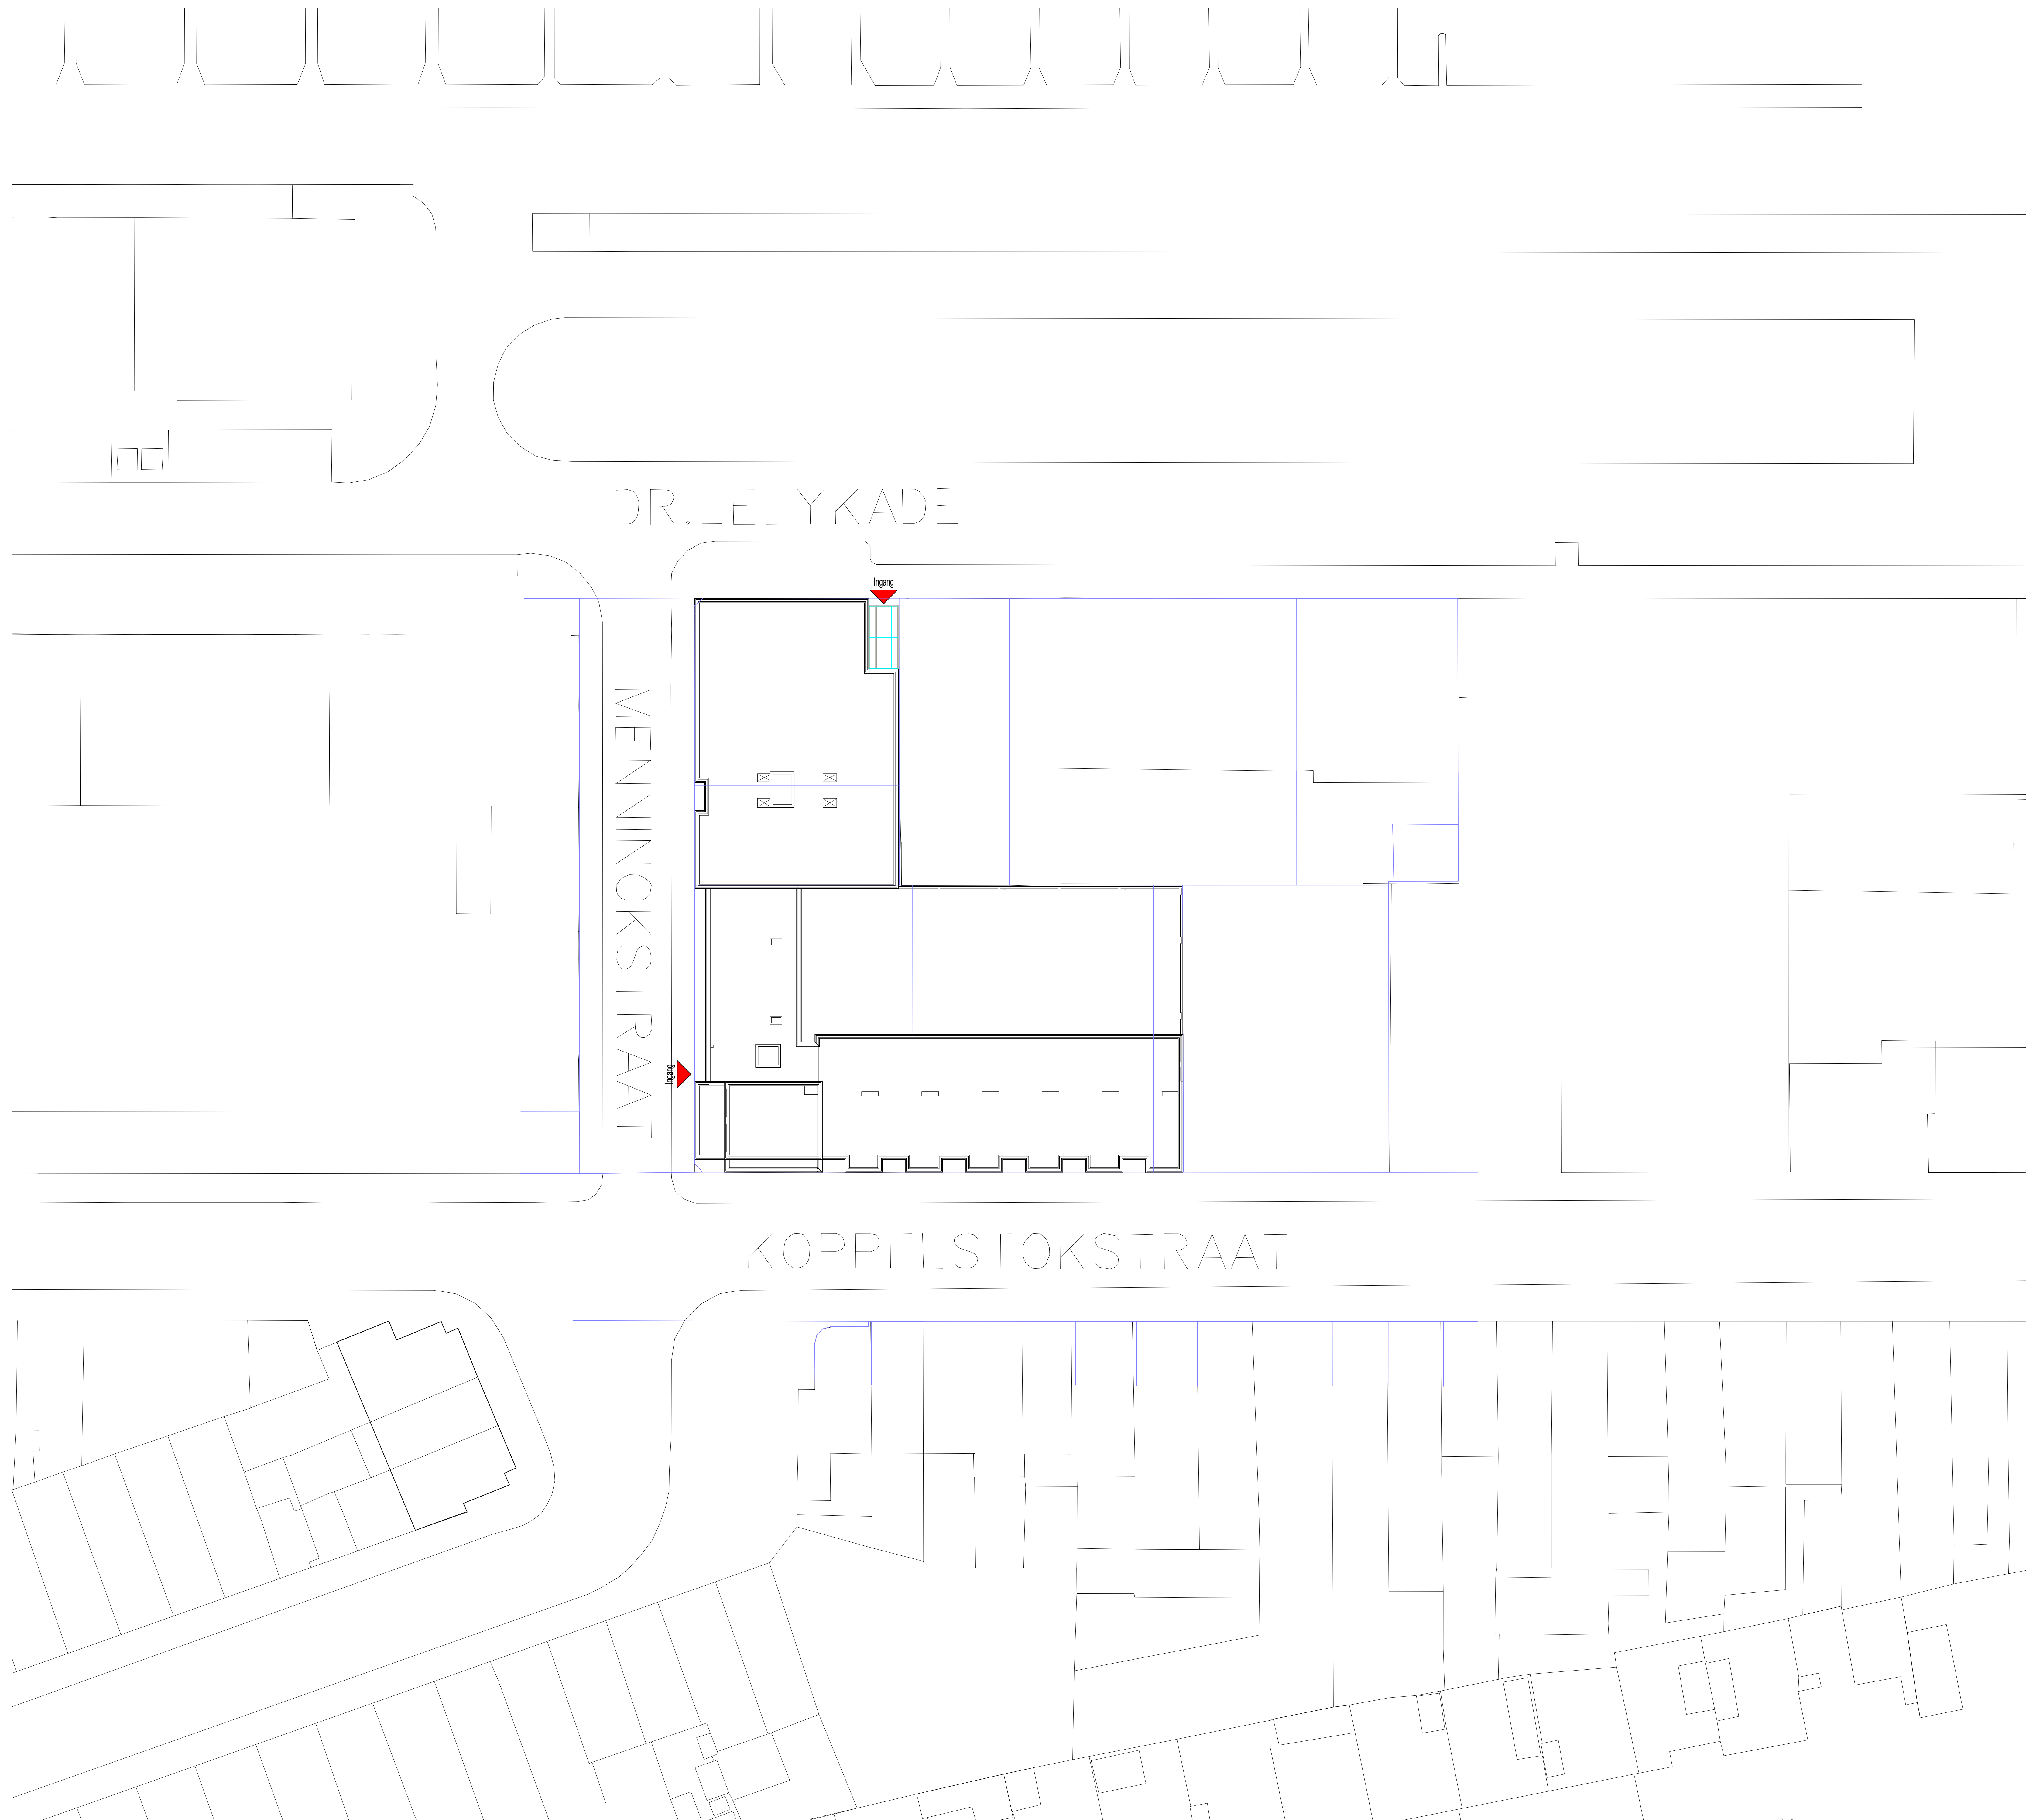 DR.LELYKADE
Ingang
MENNINCKSTRAAT
Ingang
KOPPELSTOKSTRAAT